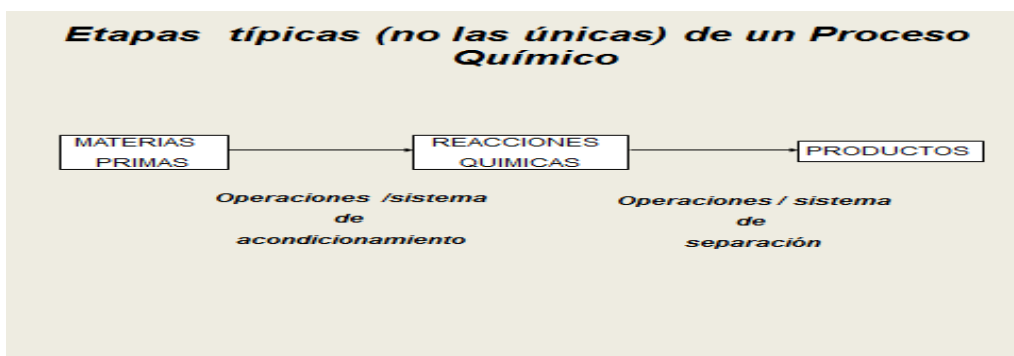 Etapas típicas (no las únicas) de un Proceso
Químico
MATERIAS
PRIMAS
REACCIONES
QUIMICAS
PRODUCTOS
Operaciones /sistema
de
acondicionamiento
Operaciones / sistema
de
separación